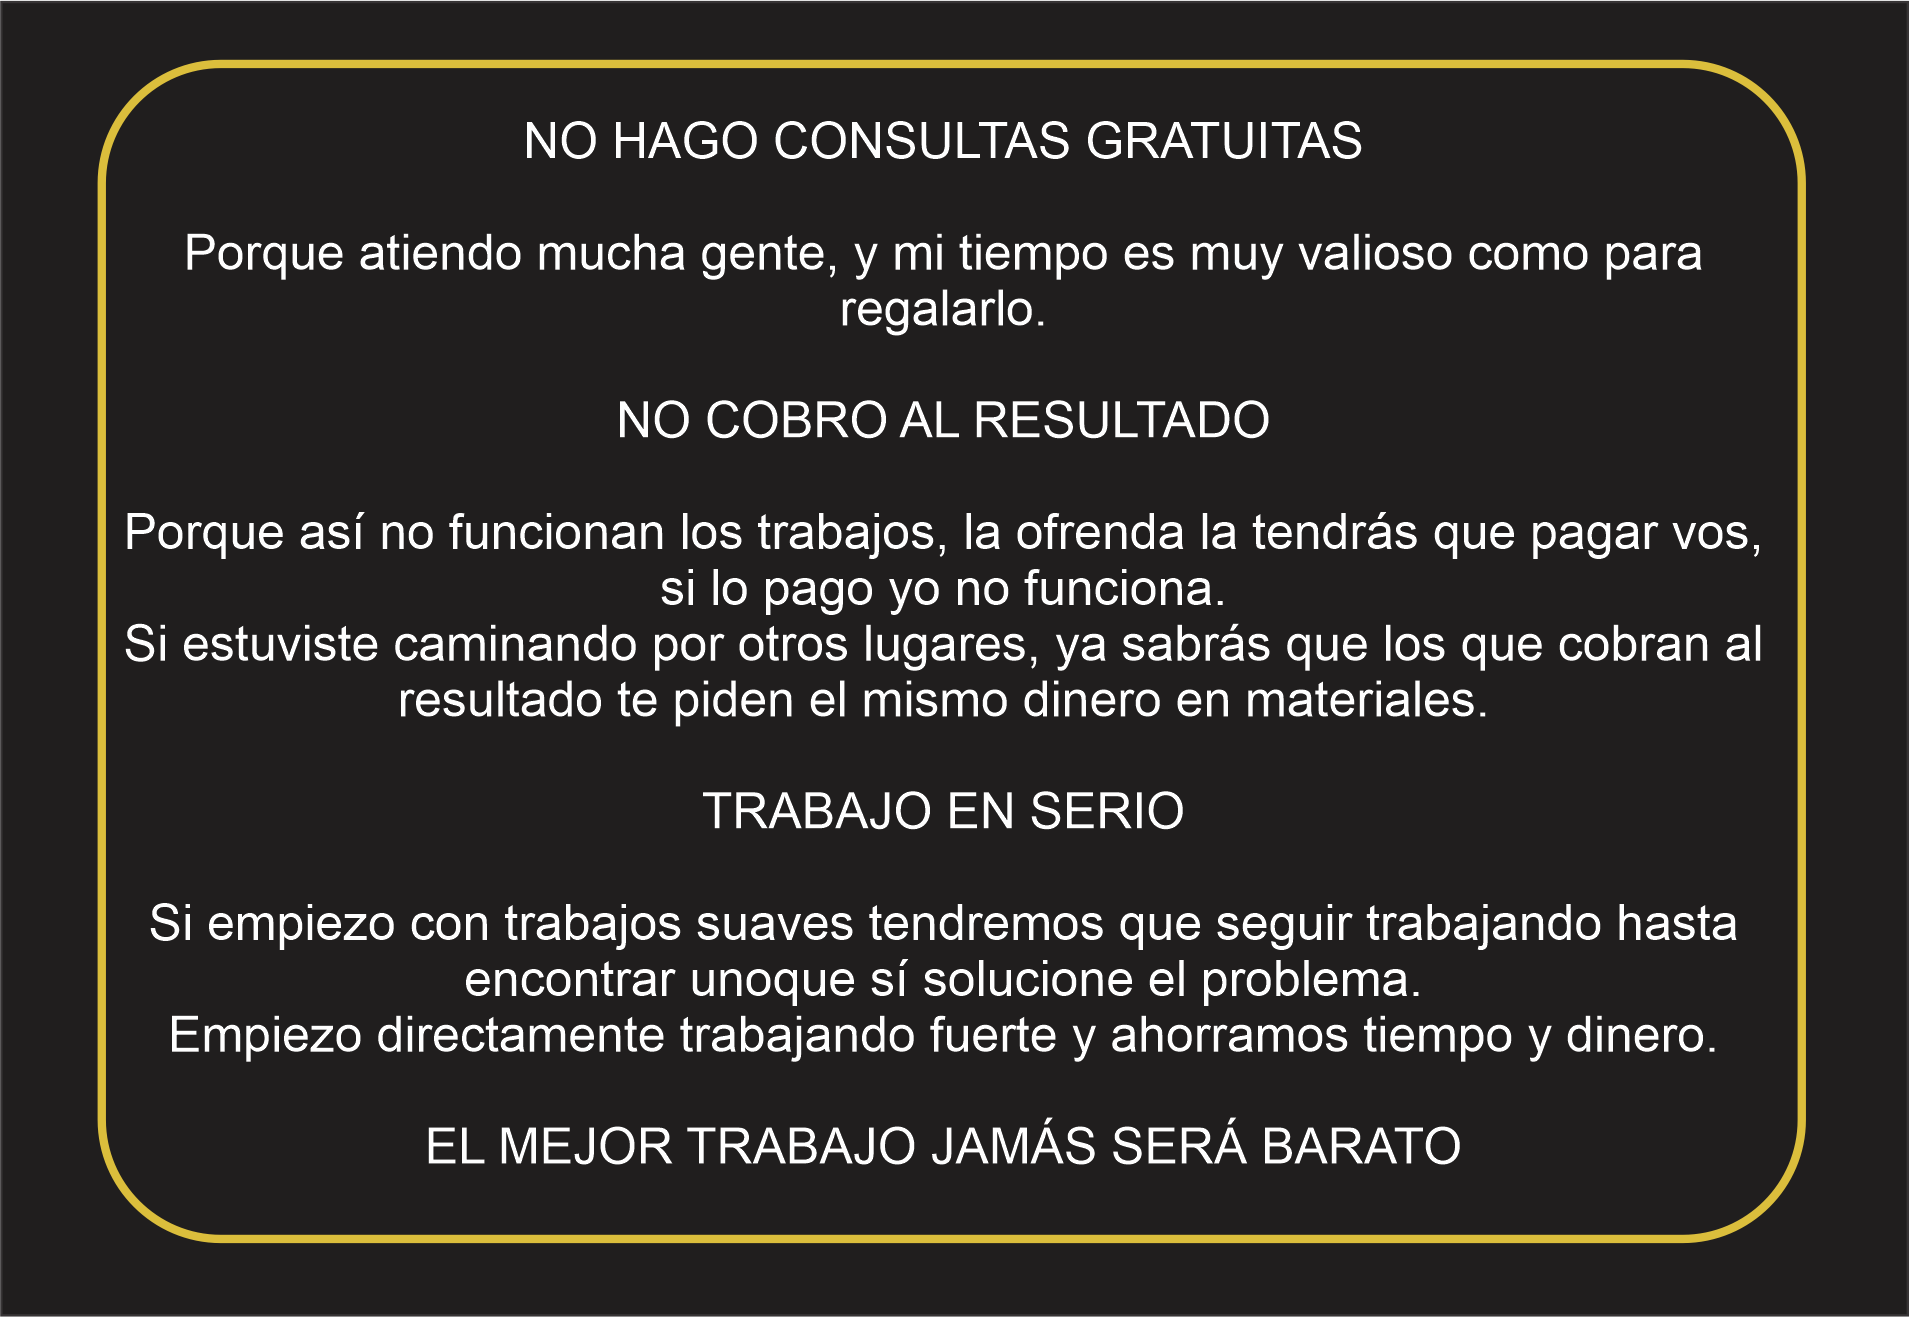 NO HAGO CONSULTAS GRATUITAS
Porque atiendo mucha gente, y mi tiempo es muy valioso como para
regalarlo.
NO COBRO AL RESULTADO
Porque así no funcionan los trabajos, la ofrenda la tendrás que pagar vos,
si lo pago yo no funciona.
Si estuviste caminando por otros lugares, ya sabrás que los que cobran al
resultado te piden el mismo dinero en materiales.
TRABAJO EN SERIO
Si empiezo con trabajos suaves tendremos que seguir trabajando hasta
encontrar unoque sí solucione el problema.
Empiezo directamente trabajando fuerte y ahorramos tiempo y dinero.
EL MEJOR TRABAJO JAMÁS SERÁ BARATO